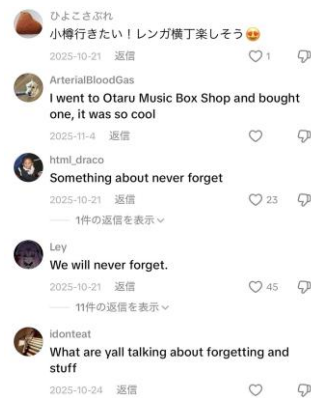 ひよこさぶれ
小樽行きたい！レンガ横丁楽しそう😍
2025-10-21 返信 1
ArterialBloodGas
I went to Otaru Music Box Shop and bought
one, it was so cool
2025-11-4 返信
html_draco
Something about never forget
2025-10-21 返信 23
1件の返信を表示
Ley
We will never forget.
2025-10-21 返信 45
11件の返信を表示
idonteat
What are yall talking about forgetting and
stuff
2025-10-24 返信